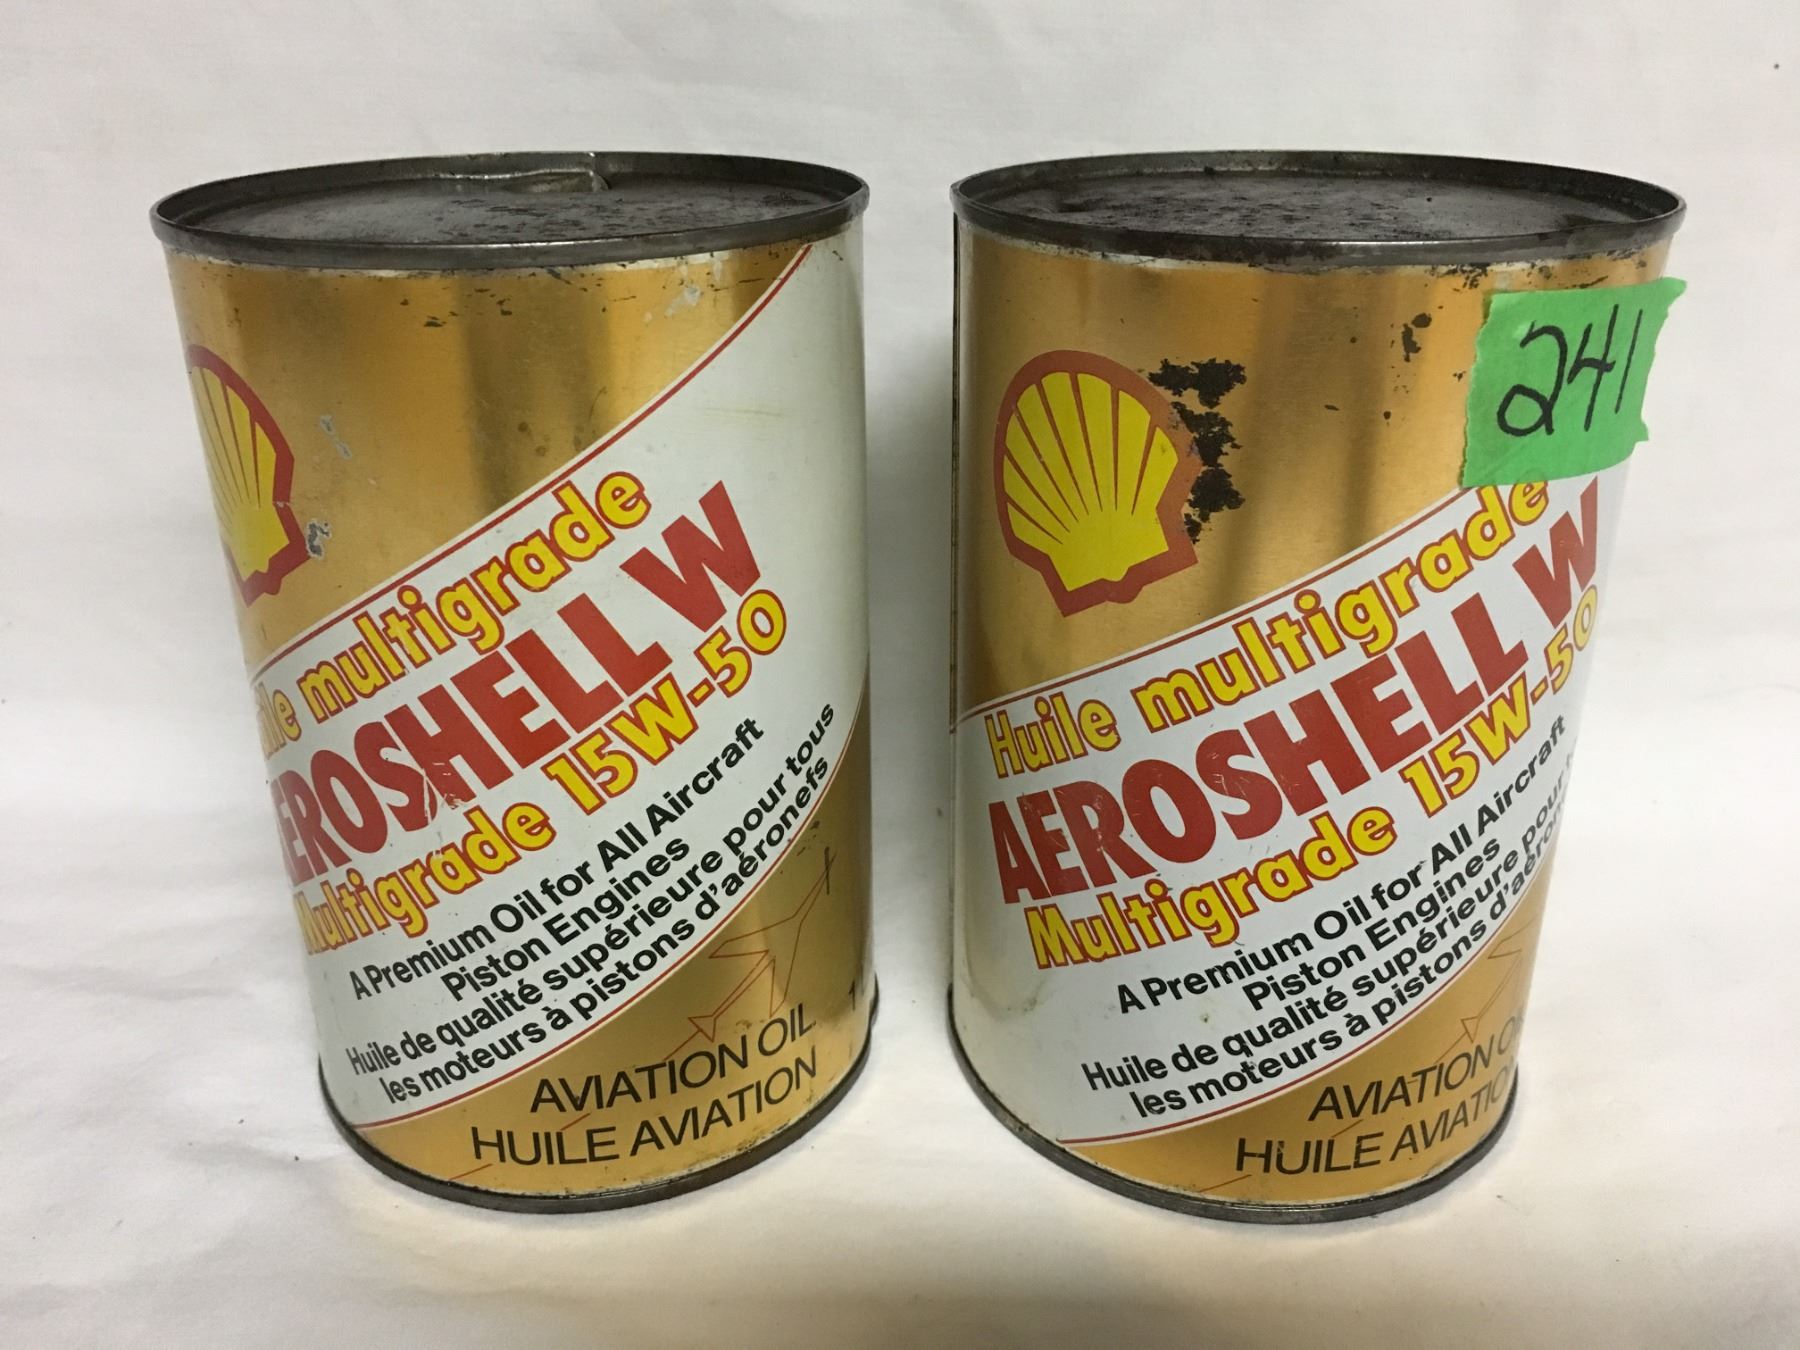 multigrade
AEROSHELL W
Multigrade 15W-50
A Premium Oil for All Aircraft
Piston Engines
Huile de qualité supérieure pour tous
les moteurs à pistons d'aéronefs
AVIATION OIL
HUILE AVIATION
1
241
Huile multigrade
AEROSHELL W
Multigrade 15W-50
A Premium Oil for All Aircraft
Piston Engines
Huile de qualité supérieure pour
les moteurs à pistons
AVIATION
HUILE